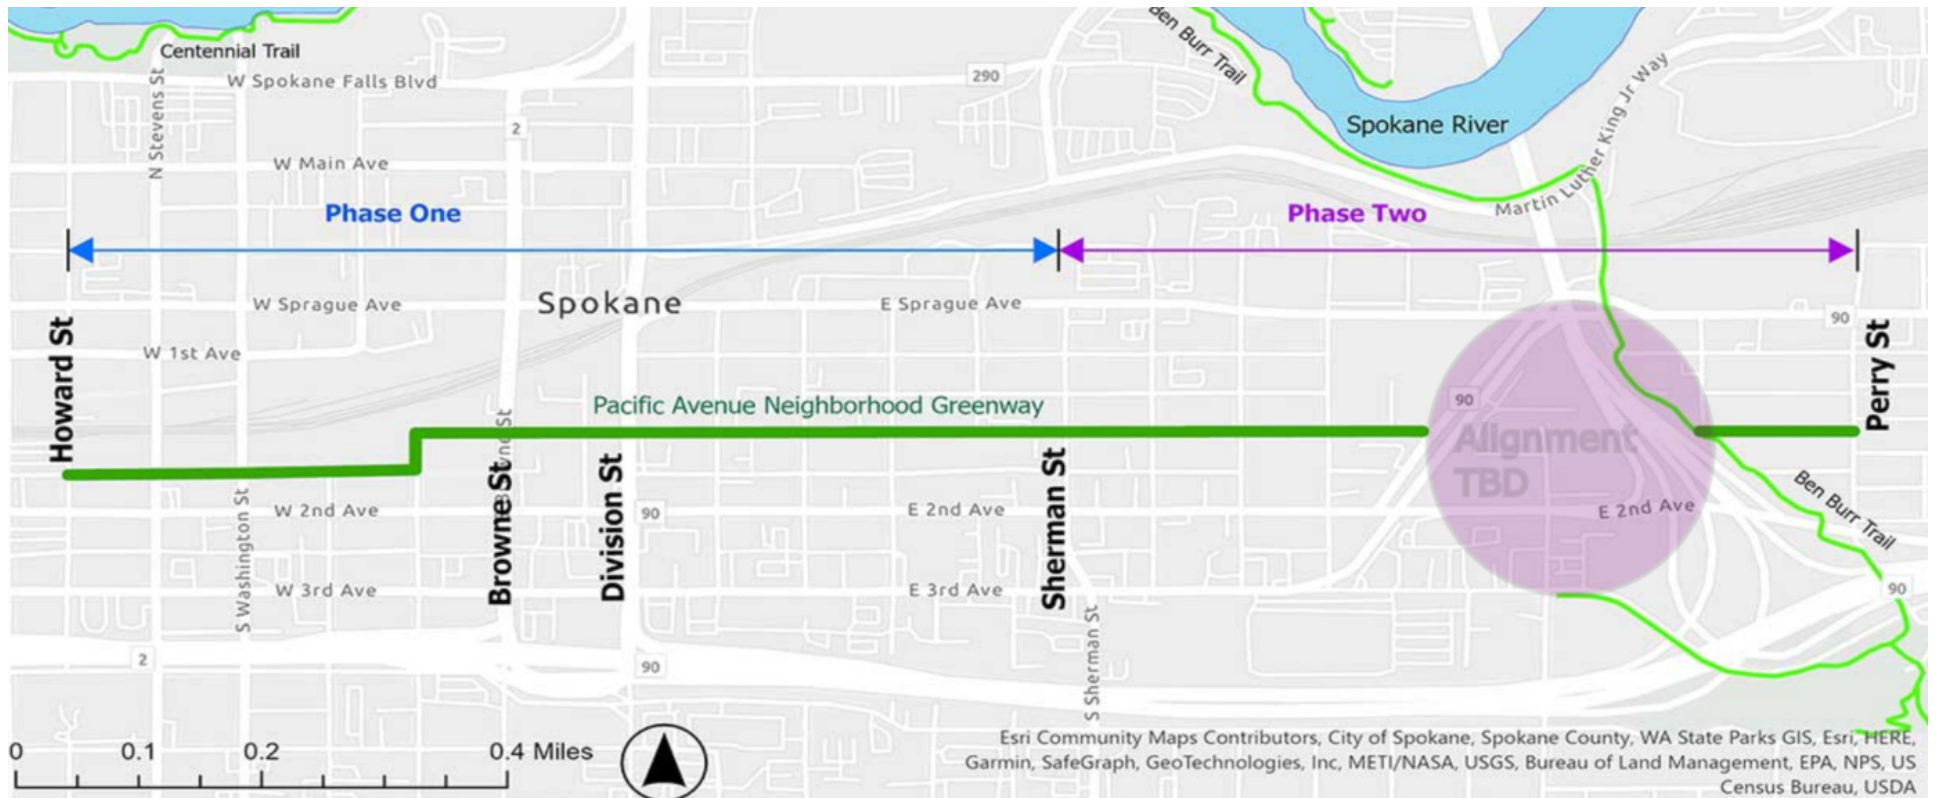 Centennial Trail
W Spokane Falls Blvd
N Stevens St
290
2
Ben Burr Trail
Spokane River
Martin Luther King Jr Way
W Main Ave
Phase One
Phase Two
W Sprague Ave
Spokane
E Sprague Ave
90
Howard St
W 1st Ave
Perry St
Pacific Avenue Neighborhood Greenway
90
Alignment
TBD
Browne St
Division St
Sherman St
S Washington St
W 2nd Ave
90
E 2nd Ave
E 2nd Ave
Ben Burr Trail
W 3rd Ave
E 3rd Ave
90
2
90
S Sherman St
0 0.1 0.2 0.4 Miles
Esri Community Maps Contributors, City of Spokane, Spokane County, WA State Parks GIS, Esri, HERE,
Garmin, SafeGraph, GeoTechnologies, Inc, METI/NASA, USGS, Bureau of Land Management, EPA, NPS, US
Census Bureau, USDA